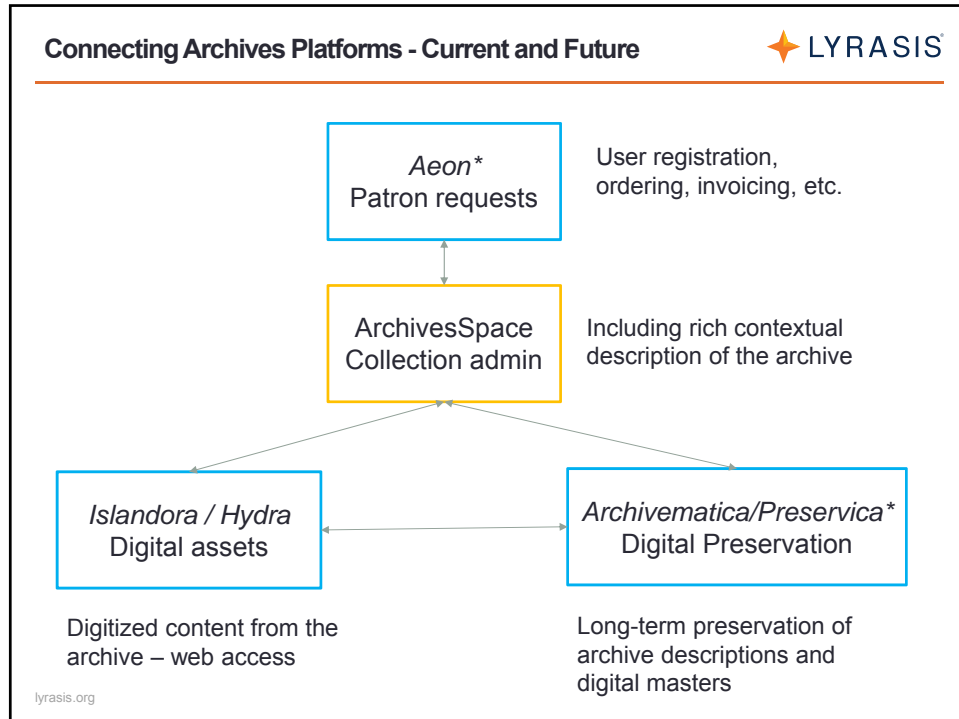 Connecting Archives Platforms - Current and Future
LYRASIS
Aeon*
Patron requests
User registration,
ordering, invoicing, etc.
ArchivesSpace
Collection admin
Including rich contextual
description of the archive
Islandora / Hydra
Digital assets
Archivematica/Preservica*
Digital Preservation
Digitized content from the
archive – web access
Long-term preservation of
archive descriptions and
digital masters
lyrasis.org